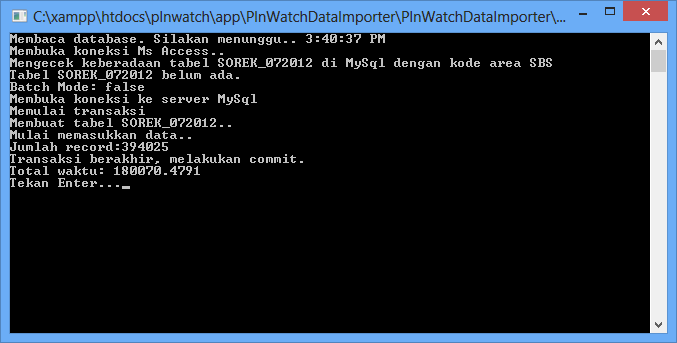 C:\xampp\htdocs\plnwatch\app\PlnWatchDataImporter\PlnWatchDataImporter\...
Membaca database. Silakan menunggu.. 3:40:37 PM
Membuka koneksi Ms Access..
Mengecek keberadaan tabel SOREK_072012 di MySql dengan kode area SBS
Tabel SOREK_072012 belum ada.
Batch Mode: false
Membuka koneksi ke server MySql
Memulai transaksi
Membuat tabel SOREK_072012..
Mulai memasukkan data..
Jumlah record:394025
Transaksi berakhir, melakukan commit.
Total waktu: 180070.4791
Tekan Enter...